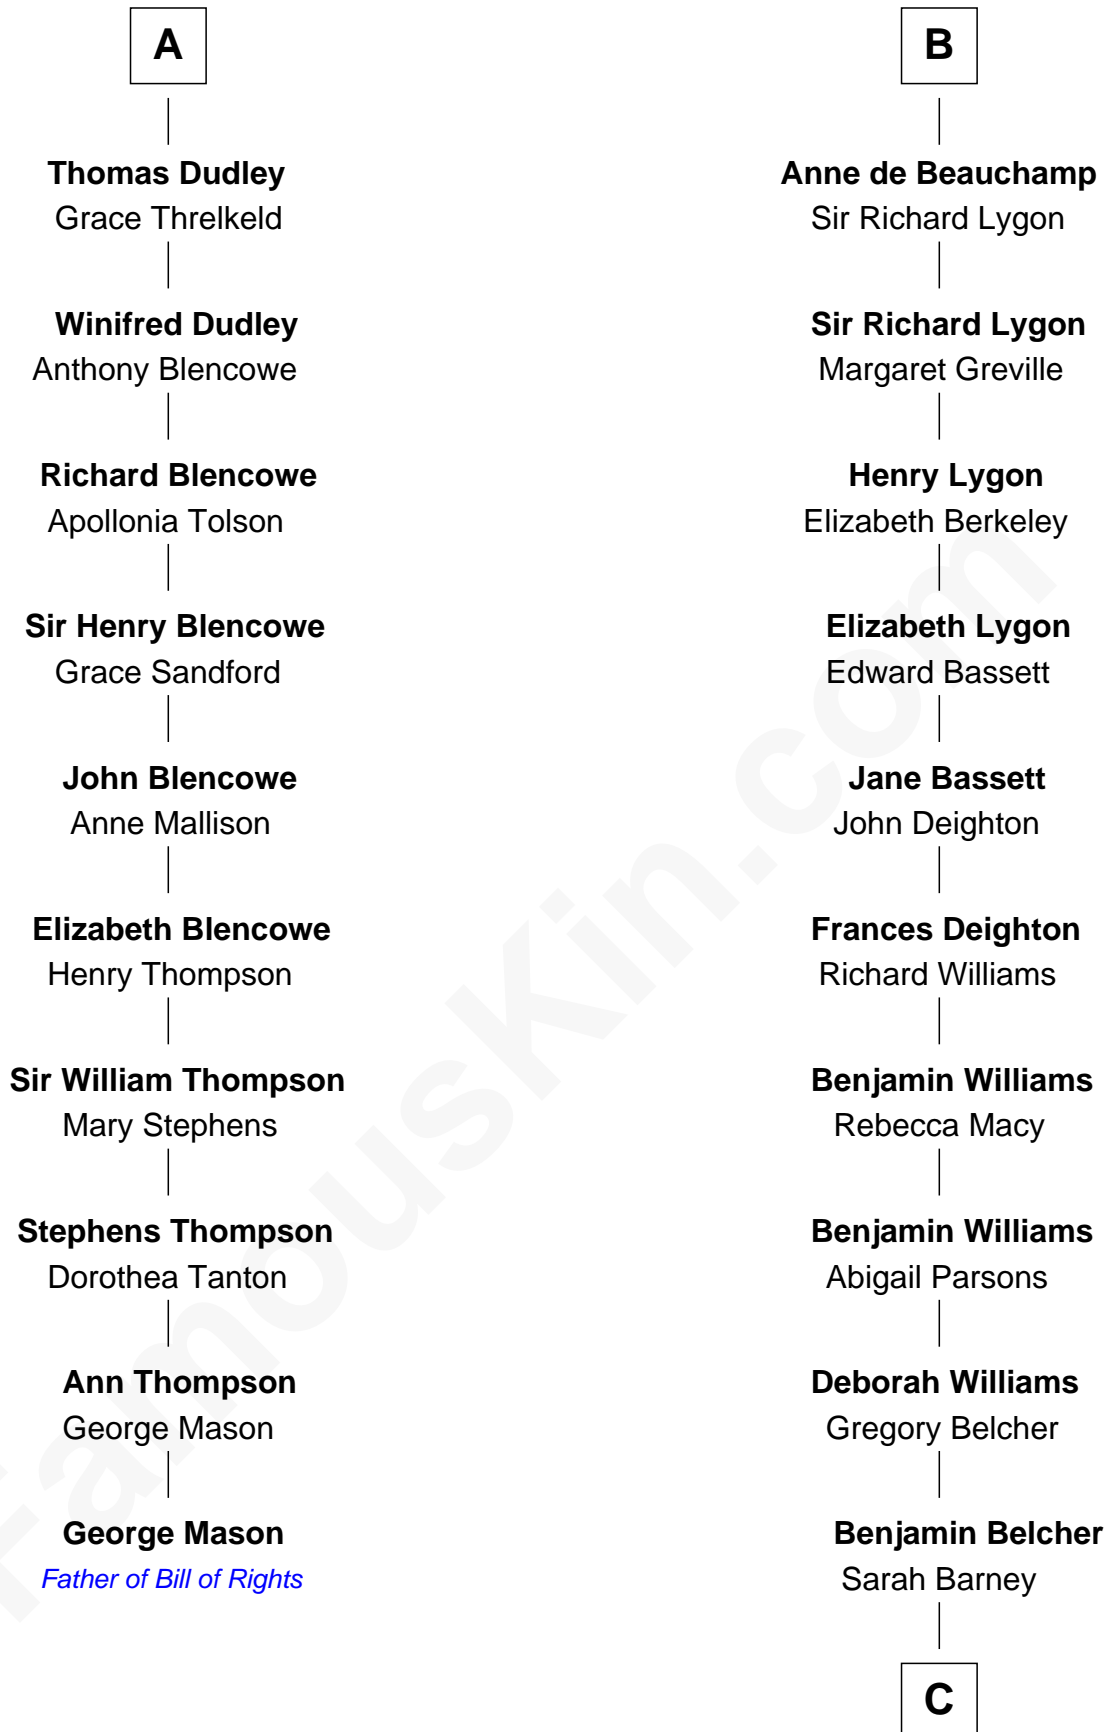 A
Thomas Dudley
Grace Threlkeld
Winifred Dudley
Anthony Blencowe
Richard Blencowe
Apollonia Tolson
Sir Henry Blencowe
Grace Sandford
John Blencowe
Anne Mallison
Elizabeth Blencowe
Henry Thompson
Sir William Thompson
Mary Stephens
Stephens Thompson
Dorothea Tanton
Ann Thompson
George Mason
George Mason
Father of Bill of Rights
B
Anne de Beauchamp
Sir Richard Lygon
Sir Richard Lygon
Margaret Greville
Henry Lygon
Elizabeth Berkeley
Elizabeth Lygon
Edward Bassett
Jane Bassett
John Deighton
Frances Deighton
Richard Williams
Benjamin Williams
Rebecca Macy
Benjamin Williams
Abigail Parsons
Deborah Williams
Gregory Belcher
Benjamin Belcher
Sarah Barney
C
FamousKin.com